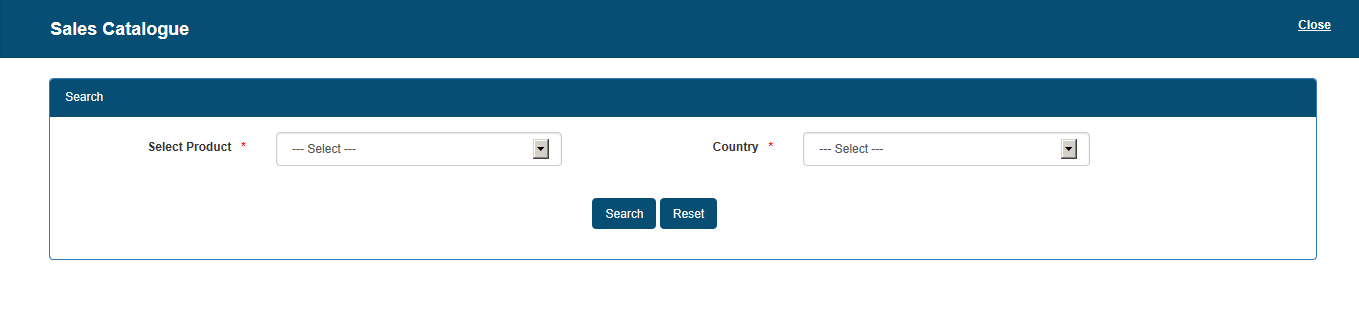 Sales Catalogue
Close
Search
Select Product * --- Select --- Country * --- Select ---
Search Reset